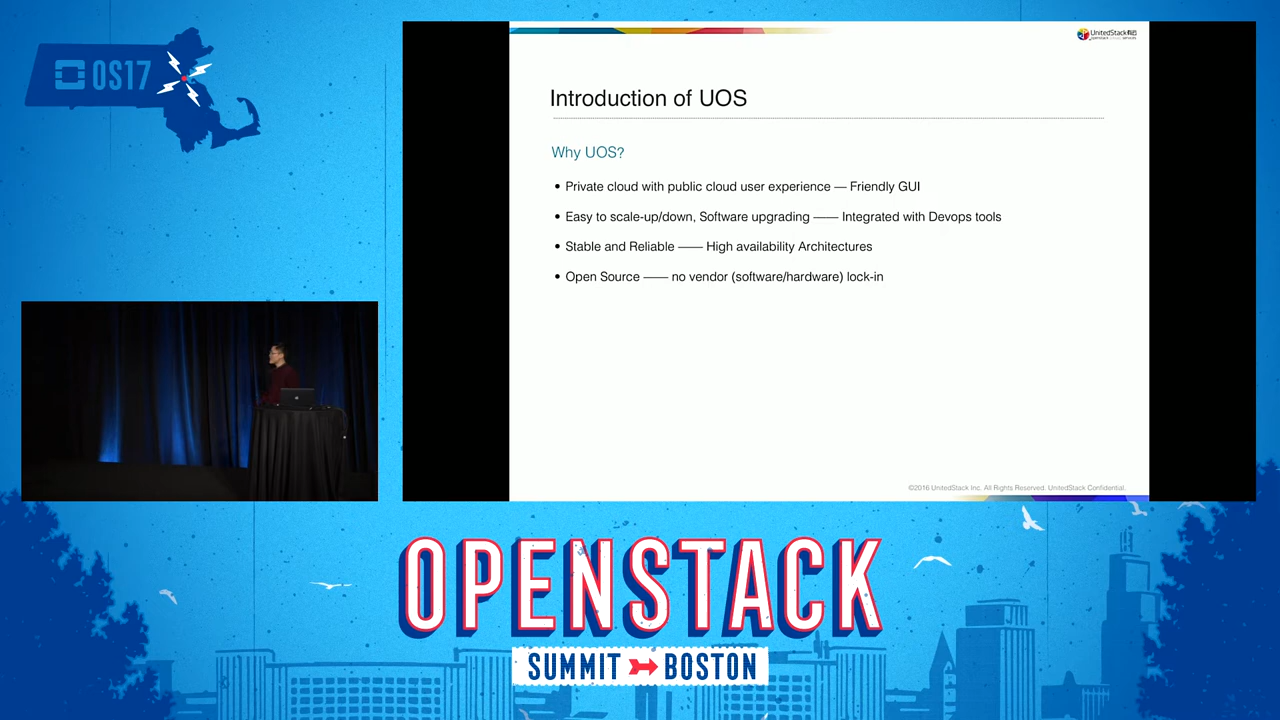 OS17
UnitedStack
Introduction of UOS
Why UOS?
• Private cloud with public cloud user experience — Friendly GUI
• Easy to scale-up/down, Software upgrading —— Integrated with Devops tools
• Stable and Reliable —— High availability Architectures
• Open Source —— no vendor (software/hardware) lock-in
©2016 UnitedStack Inc. All Rights Reserved. UnitedStack Confidential.
OPENSTACK
SUMMIT BOSTON